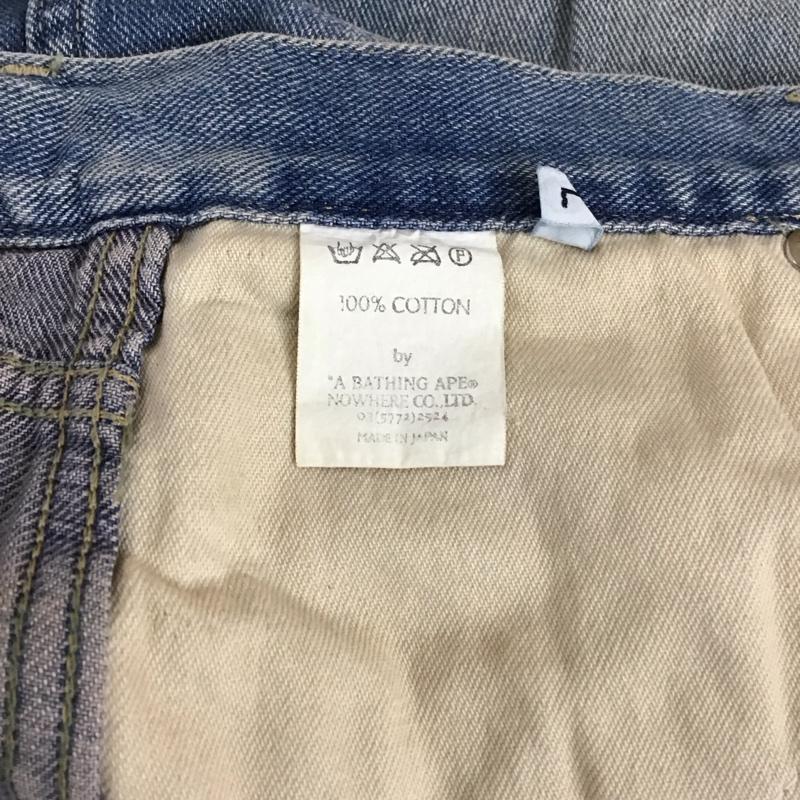 L
P
100% COTTON
by
"A BATHING APE®
NOWHERE CO.,LTD.
03(5772)2524
MADE IN JAPAN